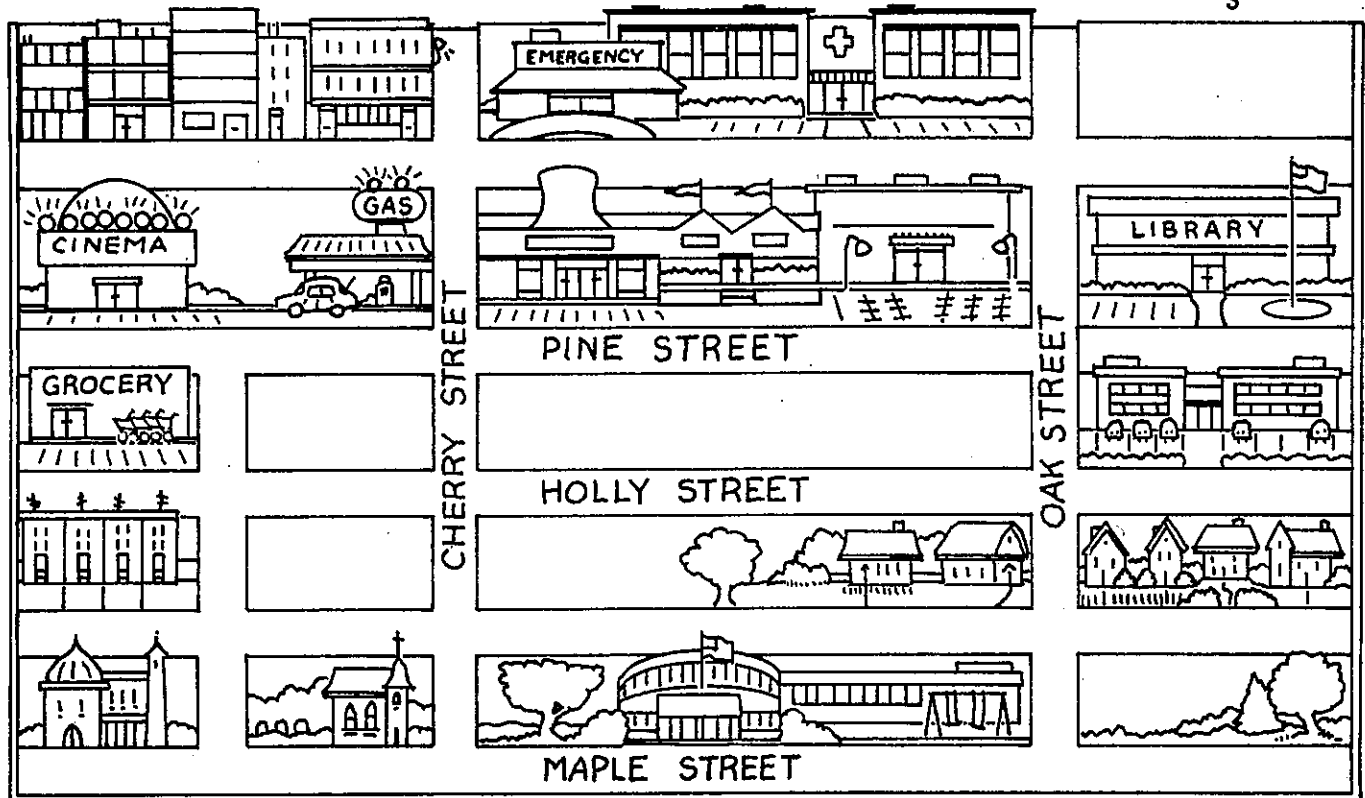 EMERGENCY
CINEMA
GAS
LIBRARY
CHERRY STREET
PINE STREET
OAK STREET
GROCERY
HOLLY STREET
MAPLE STREET